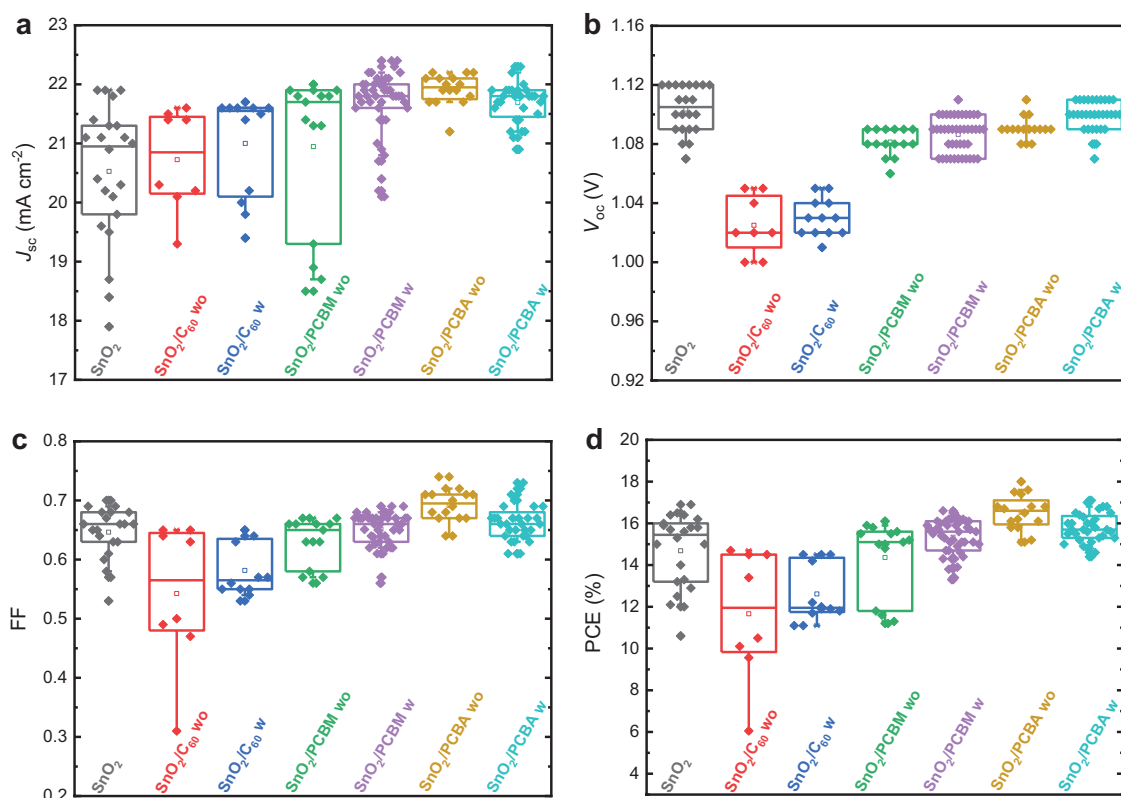 a
23
22
21
20
19
18
17
J_sc (mA cm⁻²)
SnO₂
SnO₂/C₆₀ wo
SnO₂/C₆₀ w
SnO₂/PCBM wo
SnO₂/PCBM w
SnO₂/PCBA wo
SnO₂/PCBA w
b
1.16
1.12
1.08
1.04
1.00
0.96
0.92
V_oc (V)
SnO₂
SnO₂/C₆₀ wo
SnO₂/C₆₀ w
SnO₂/PCBM wo
SnO₂/PCBM w
SnO₂/PCBA wo
SnO₂/PCBA w
c
0.8
0.7
0.6
0.5
0.4
0.3
0.2
FF
SnO₂
SnO₂/C₆₀ wo
SnO₂/C₆₀ w
SnO₂/PCBM wo
SnO₂/PCBM w
SnO₂/PCBA wo
SnO₂/PCBA w
d
20
18
16
14
12
10
8
6
4
PCE (%)
SnO₂
SnO₂/C₆₀ wo
SnO₂/C₆₀ w
SnO₂/PCBM wo
SnO₂/PCBM w
SnO₂/PCBA wo
SnO₂/PCBA w